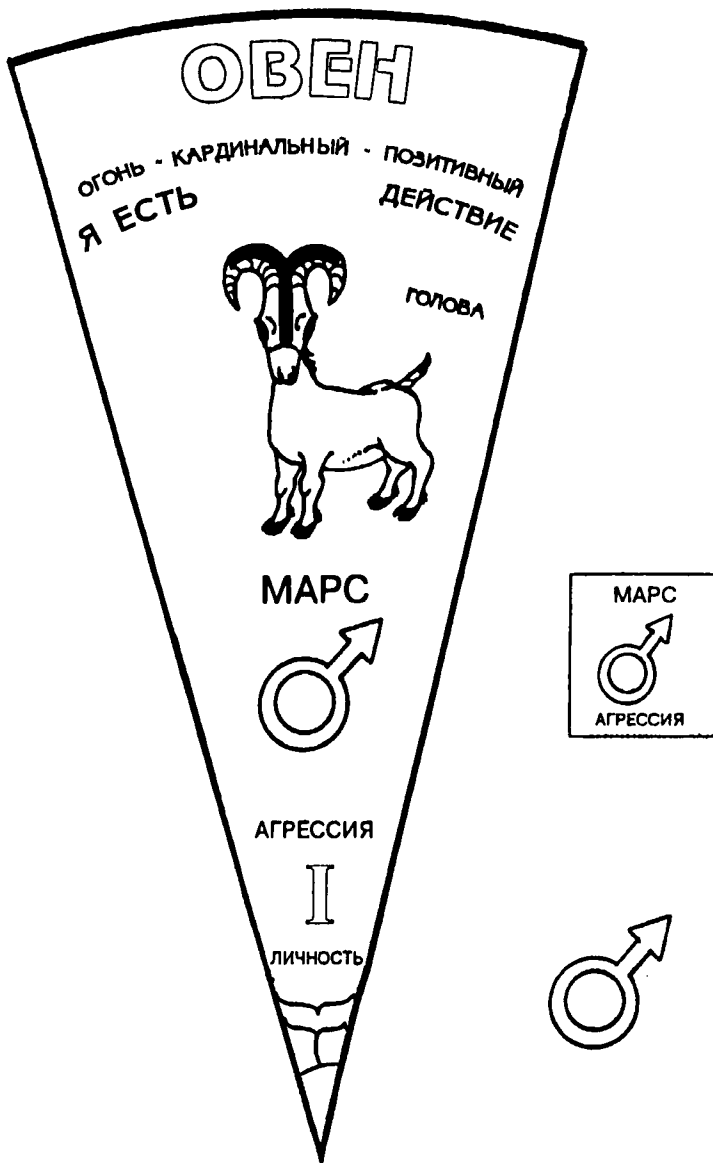 ОВЕН
ОГОНЬ - КАРДИНАЛЬНЫЙ - ПОЗИТИВНЫЙ
Я ЕСТЬ ДЕЙСТВИЕ
ГОЛОВА
МАРС
АГРЕССИЯ
I
ЛИЧНОСТЬ
МАРС
АГРЕССИЯ